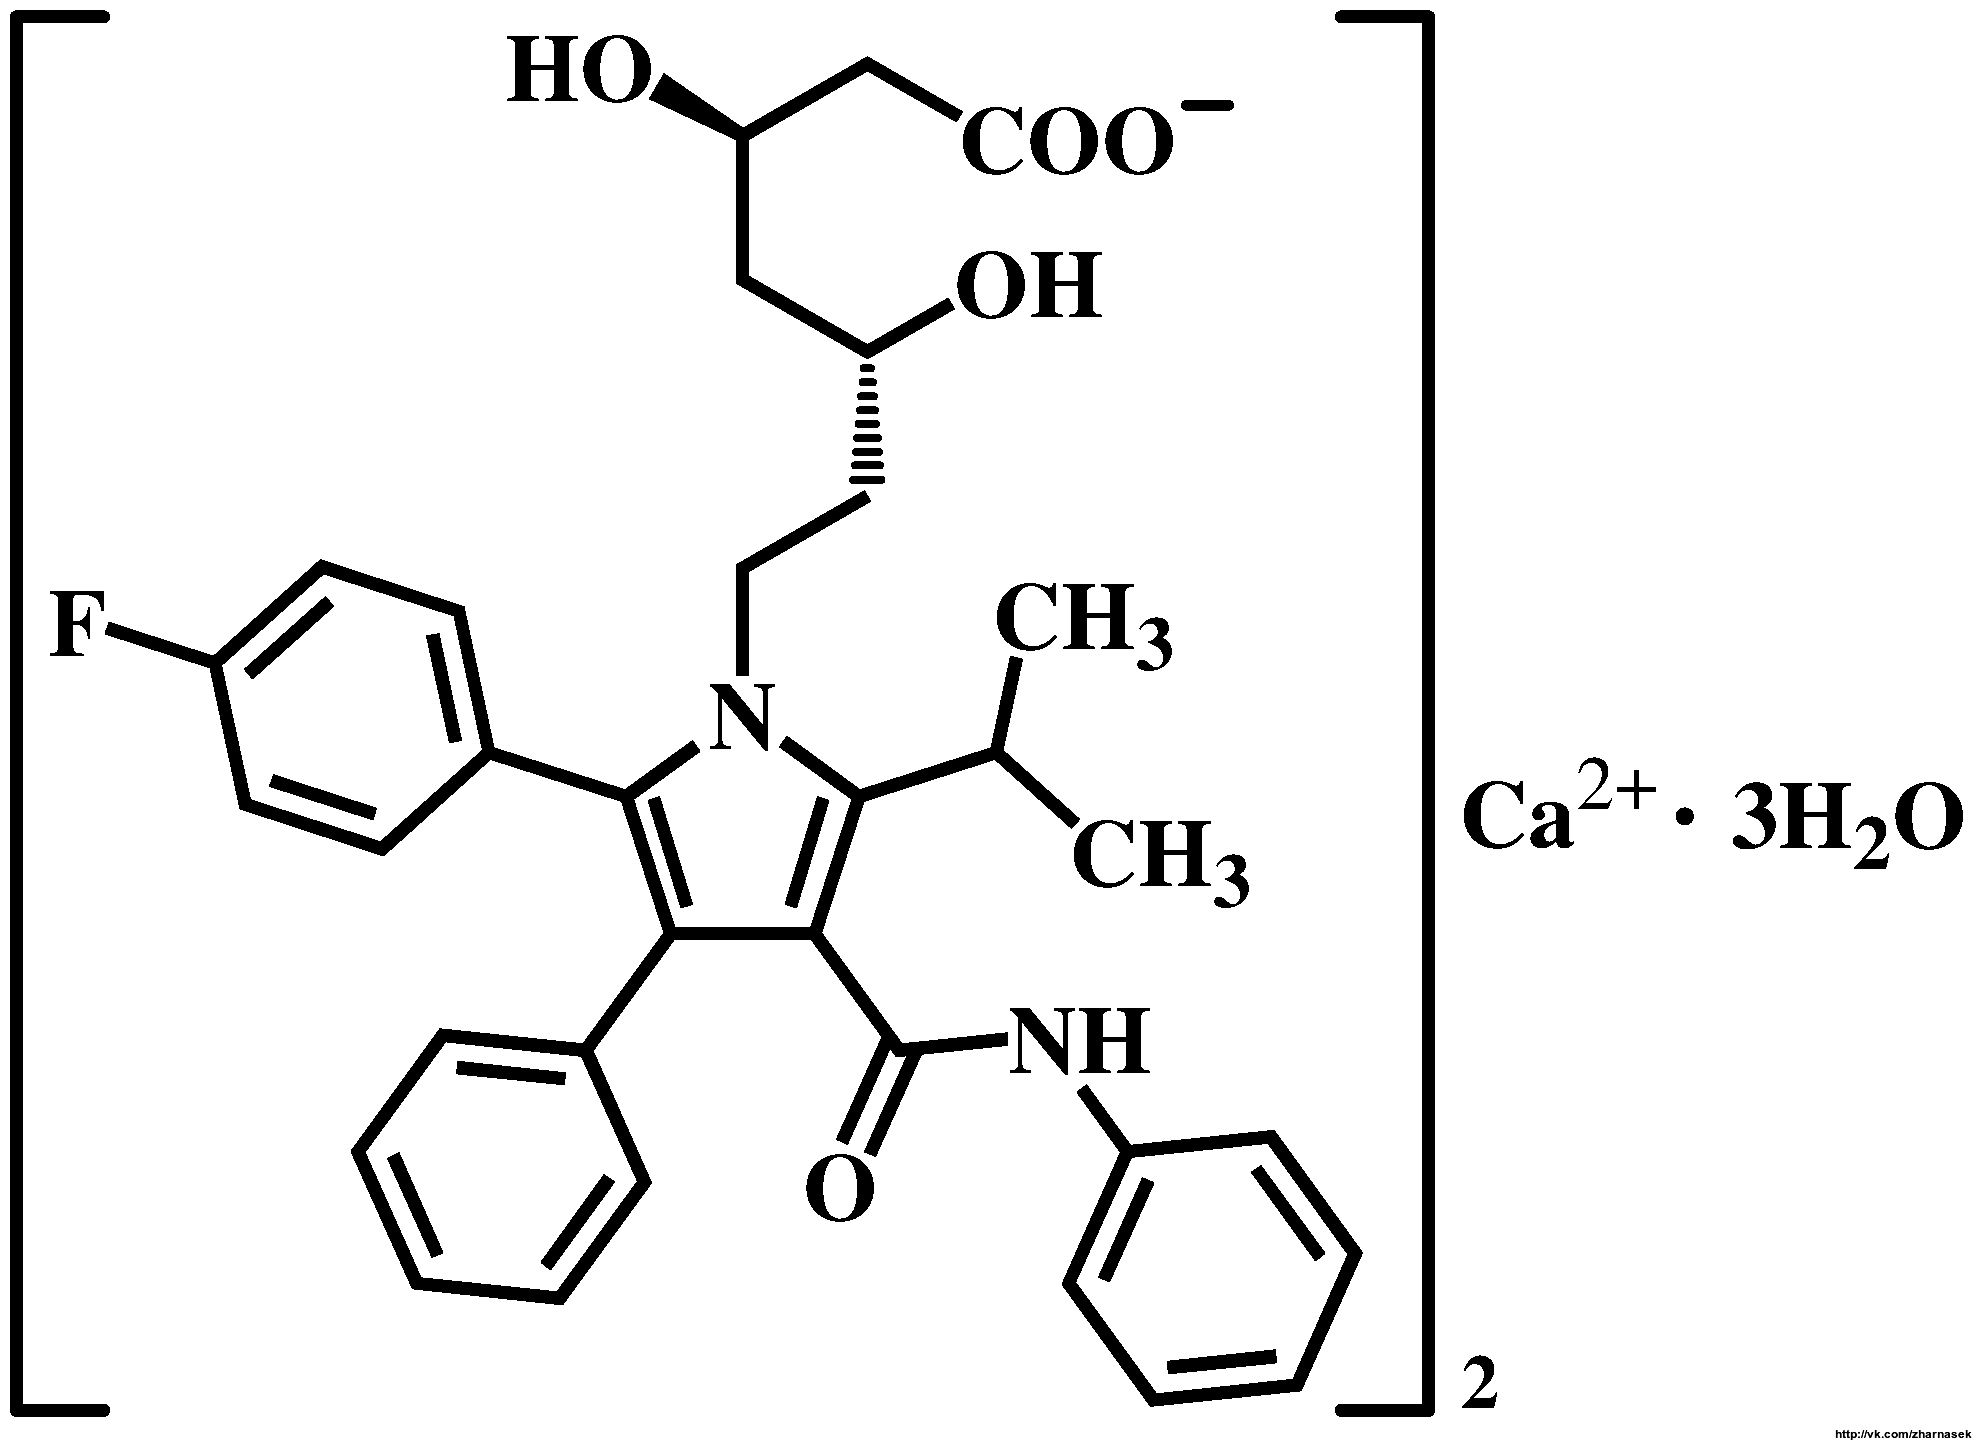 HO
COO−
OH
F
CH3
N
CH3
Ca2+ · 3H2O
NH
O
2
http://vk.com/zharnasek